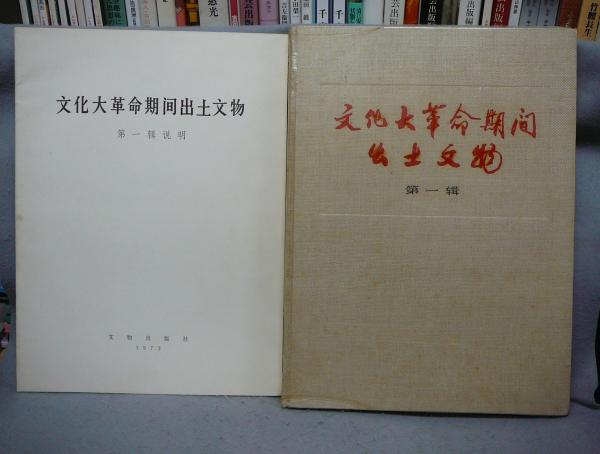 文化大革命期间出土文物
第一辑说明
文物出版社
1973
文化大革命期间
出土文物
第一辑